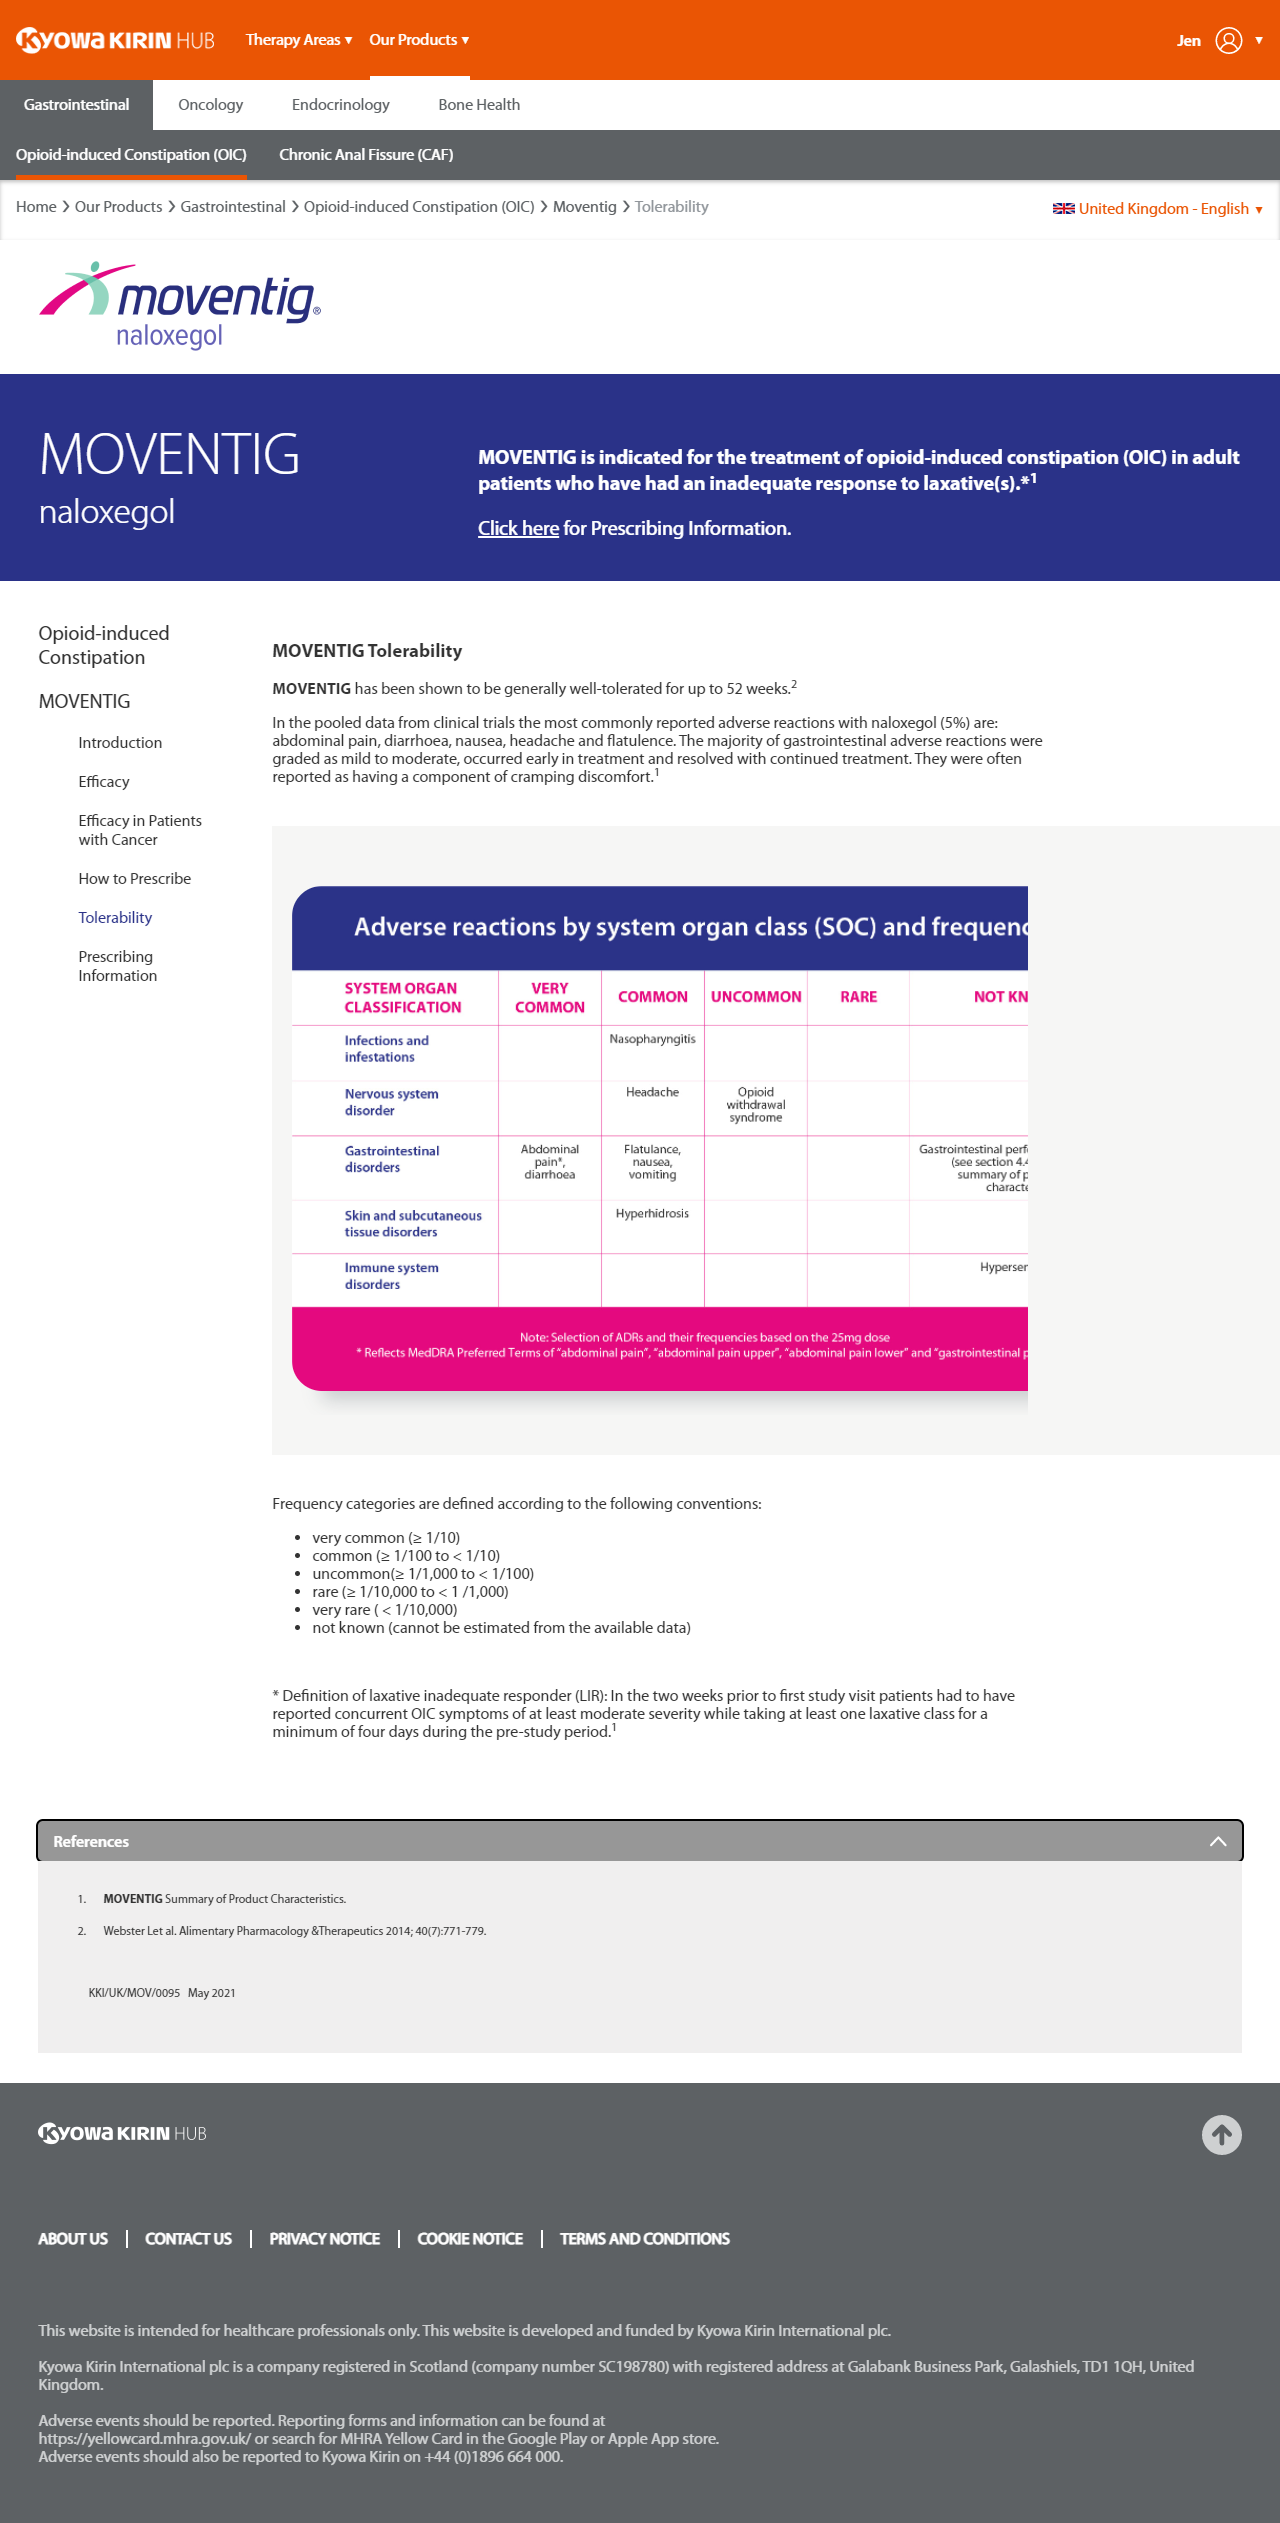 KYOWA KIRIN HUB
Therapy Areas ▼
Our Products ▼
Jen ▼
Gastrointestinal
Oncology
Endocrinology
Bone Health
Opioid-induced Constipation (OIC)
Chronic Anal Fissure (CAF)
Home > Our Products > Gastrointestinal > Opioid-induced Constipation (OIC) > Moventig > Tolerability
United Kingdom - English ▼
moventig®
naloxegol
MOVENTIG
naloxegol
MOVENTIG is indicated for the treatment of opioid-induced constipation (OIC) in adult
patients who have had an inadequate response to laxative(s).*1
Click here for Prescribing Information.
Opioid-induced
Constipation
MOVENTIG
Introduction
Efficacy
Efficacy in Patients
with Cancer
How to Prescribe
Tolerability
Prescribing
Information
MOVENTIG Tolerability
MOVENTIG has been shown to be generally well-tolerated for up to 52 weeks.2
In the pooled data from clinical trials the most commonly reported adverse reactions with naloxegol (5%) are:
abdominal pain, diarrhoea, nausea, headache and flatulence. The majority of gastrointestinal adverse reactions were
graded as mild to moderate, occurred early in treatment and resolved with continued treatment. They were often
reported as having a component of cramping discomfort.1
Adverse reactions by system organ class (SOC) and frequenc
SYSTEM ORGAN
CLASSIFICATION
VERY
COMMON
COMMON
UNCOMMON
RARE
NOT KN
Infections and
infestations
Nasopharyngitis
Nervous system
disorder
Headache
Opioid
withdrawal
syndrome
Gastrointestinal
disorders
Abdominal
pain*,
diarrhoea
Flatulance,
nausea,
vomiting
Gastrointestinal perfo
(see section 4.4
summary of p
characte
Skin and subcutaneous
tissue disorders
Hyperhidrosis
Immune system
disorders
Hyperser
Note: Selection of ADRs and their frequencies based on the 25mg dose
* Reflects MedDRA Preferred Terms of “abdominal pain”, “abdominal pain upper”, “abdominal pain lower” and “gastrointestinal p
Frequency categories are defined according to the following conventions:
• very common (≥ 1/10)
• common (≥ 1/100 to < 1/10)
• uncommon(≥ 1/1,000 to < 1/100)
• rare (≥ 1/10,000 to < 1 /1,000)
• very rare ( < 1/10,000)
• not known (cannot be estimated from the available data)
* Definition of laxative inadequate responder (LIR): In the two weeks prior to first study visit patients had to have
reported concurrent OIC symptoms of at least moderate severity while taking at least one laxative class for a
minimum of four days during the pre-study period.1
References
1. MOVENTIG Summary of Product Characteristics.
2. Webster Let al. Alimentary Pharmacology &Therapeutics 2014; 40(7):771-779.
KKI/UK/MOV/0095 May 2021
KYOWA KIRIN HUB
ABOUT US | CONTACT US | PRIVACY NOTICE | COOKIE NOTICE | TERMS AND CONDITIONS
This website is intended for healthcare professionals only. This website is developed and funded by Kyowa Kirin International plc.
Kyowa Kirin International plc is a company registered in Scotland (company number SC198780) with registered address at Galabank Business Park, Galashiels, TD1 1QH, United
Kingdom.
Adverse events should be reported. Reporting forms and information can be found at
https://yellowcard.mhra.gov.uk/ or search for MHRA Yellow Card in the Google Play or Apple App store.
Adverse events should also be reported to Kyowa Kirin on +44 (0)1896 664 000.